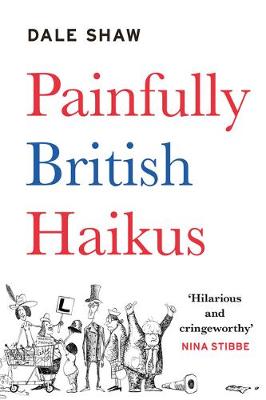 DALE SHAW
Painfully
British
Haikus
L
‘Hilarious
and
cringeworthy’
NINA STIBBE